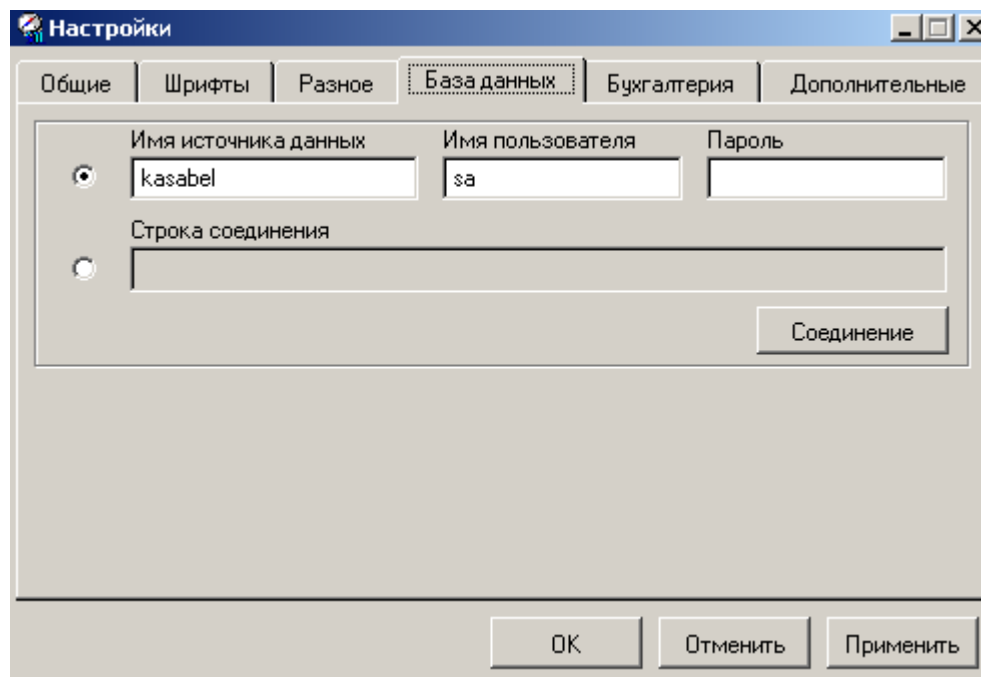 Настройки
Общие Шрифты Разное База данных Бухгалтерия Дополнительные
Имя источника данных Имя пользователя Пароль
kasabel sa
Строка соединения
Соединение
OK Отменить Применить